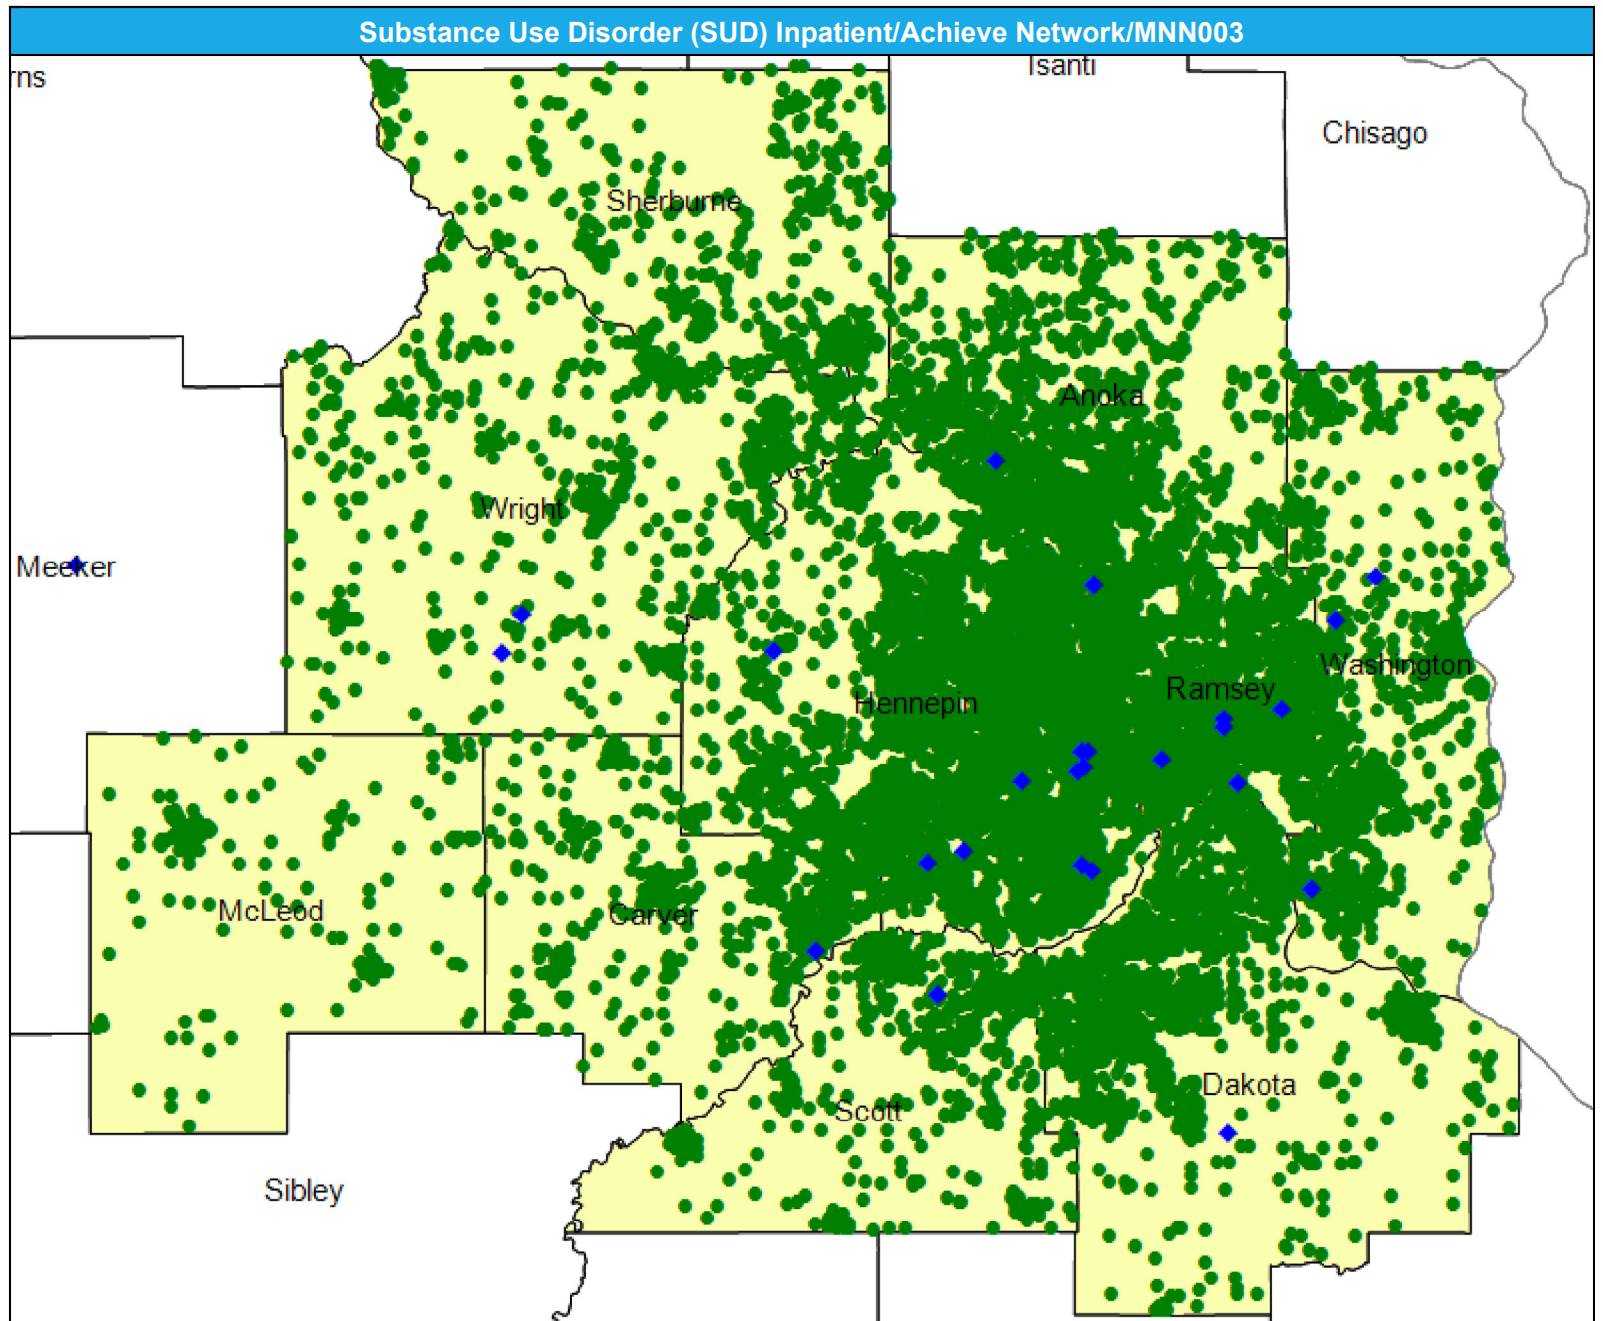 Substance Use Disorder (SUD) Inpatient/Achieve Network/MNN003
Isanti
rns
Chisago
Sherburne
Anoka
Wright
Meeker
Washington
Ramsey
Hennepin
McLeod
Carver
Dakota
Scott
Sibley